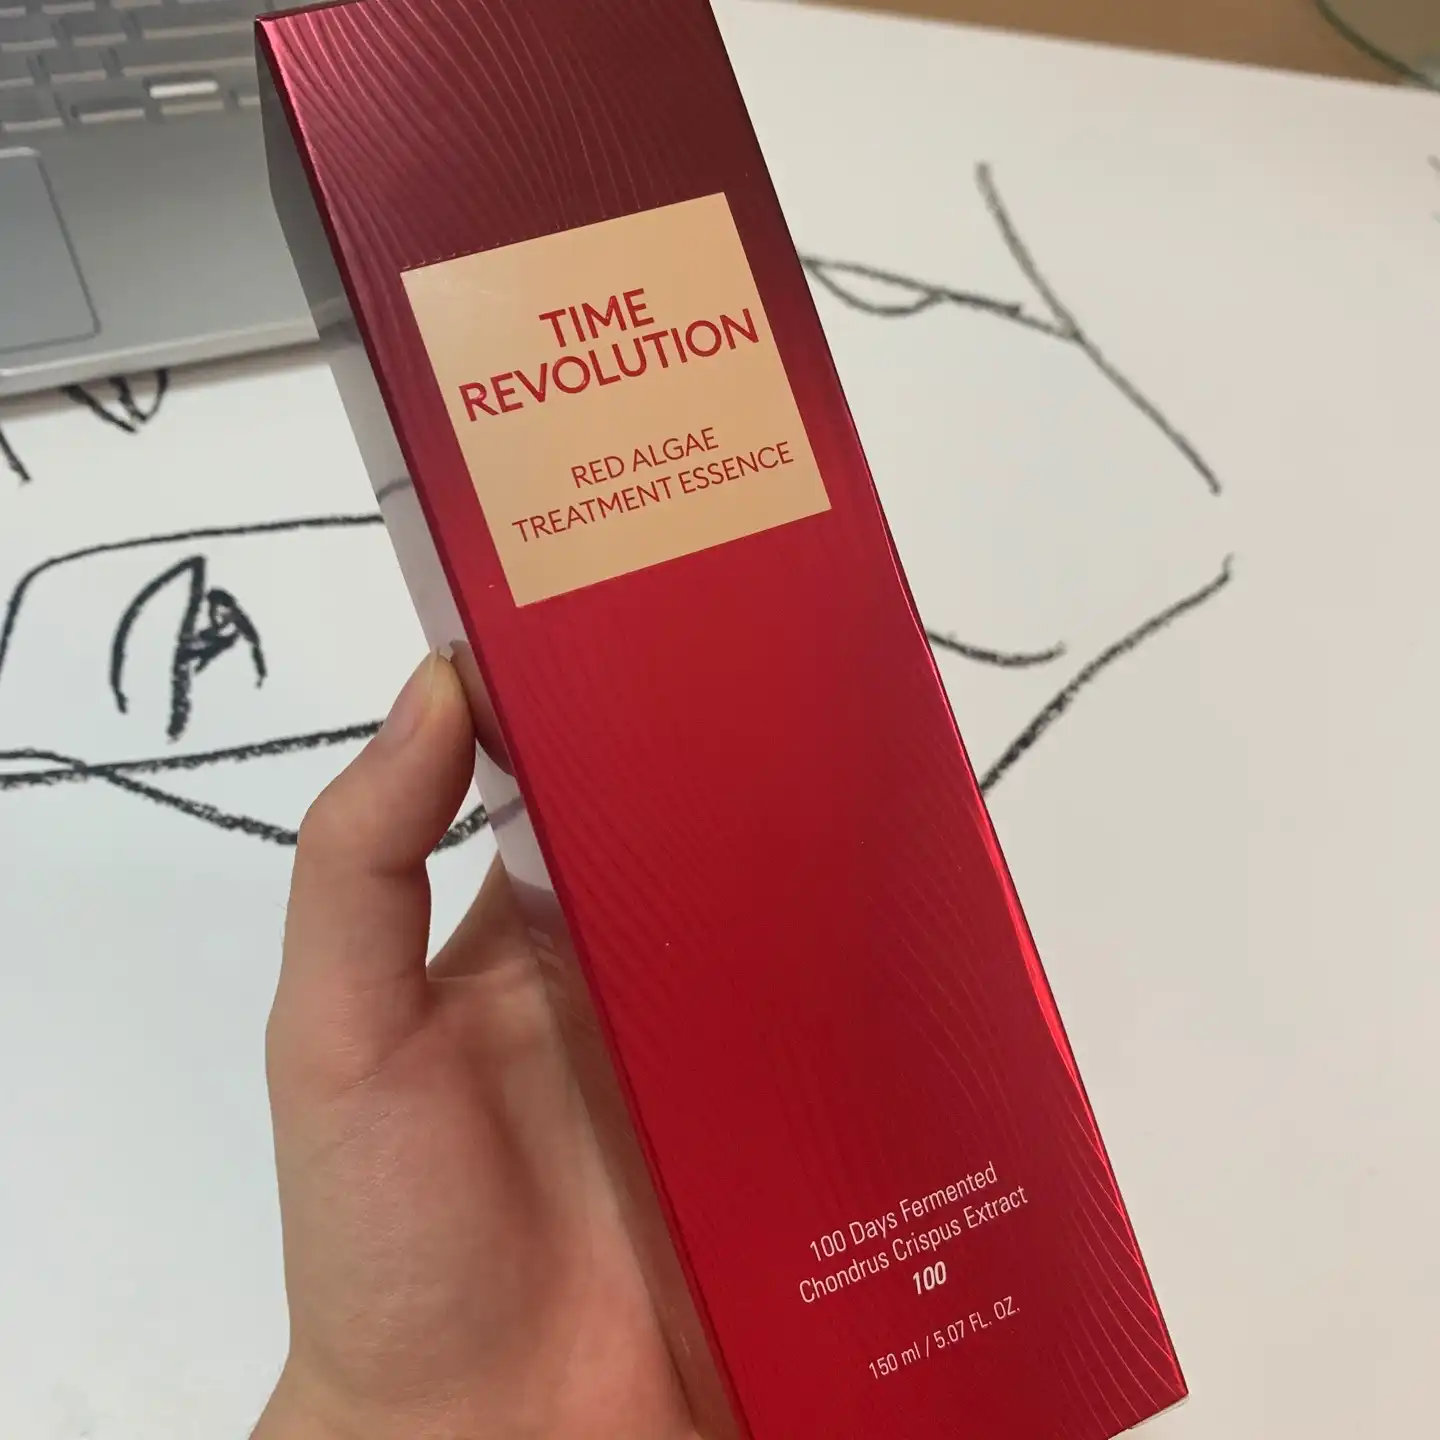 TIME
REVOLUTION
RED ALGAE
TREATMENT ESSENCE
100 Days Fermented
Chondrus Crispus Extract
100
150 ml / 5.07 FL. OZ.